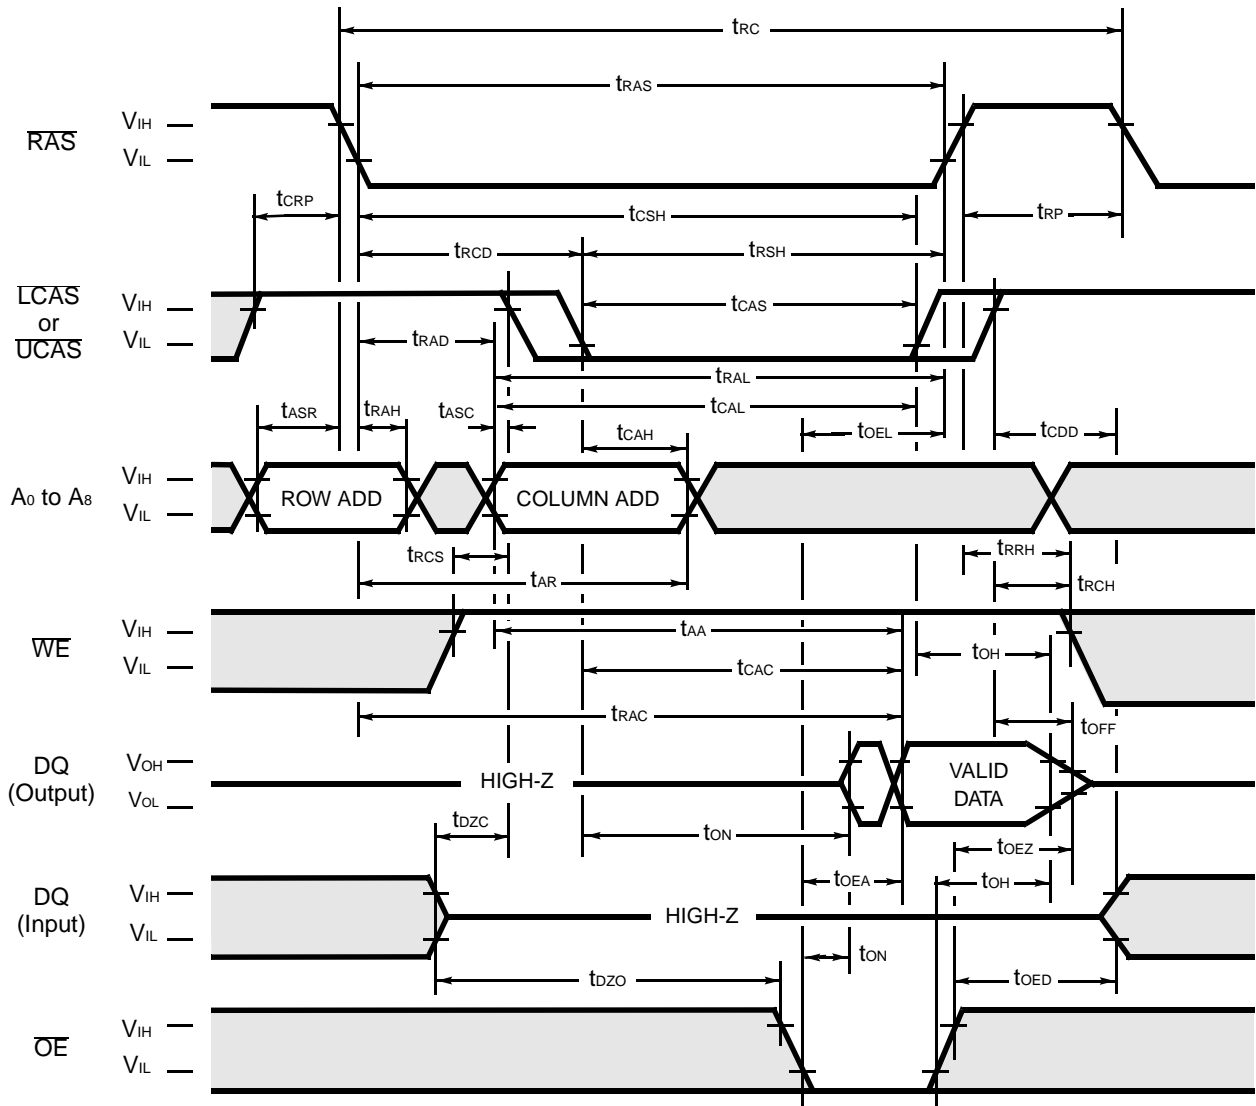 tRC
tRAS
RAS
VIH
VIL
tCRP
tCSH
tRP
tRCD
tRSH
LCAS
or
UCAS
VIH
VIL
tCAS
tRAD
tRAL
tCAL
tASR
tRAH
tASC
tCAH
tOEL
tCDD
A0 to A8
VIH
VIL
ROW ADD
COLUMN ADD
tRCS
tAR
tRRH
tRCH
WE
VIH
VIL
tAA
tCAC
tOH
tRAC
tOFF
DQ
(Output)
VOH
VOL
HIGH-Z
VALID
DATA
tDZC
tON
tOEZ
tOEA
tOH
DQ
(Input)
VIH
VIL
HIGH-Z
tON
tDZO
tOED
OE
VIH
VIL